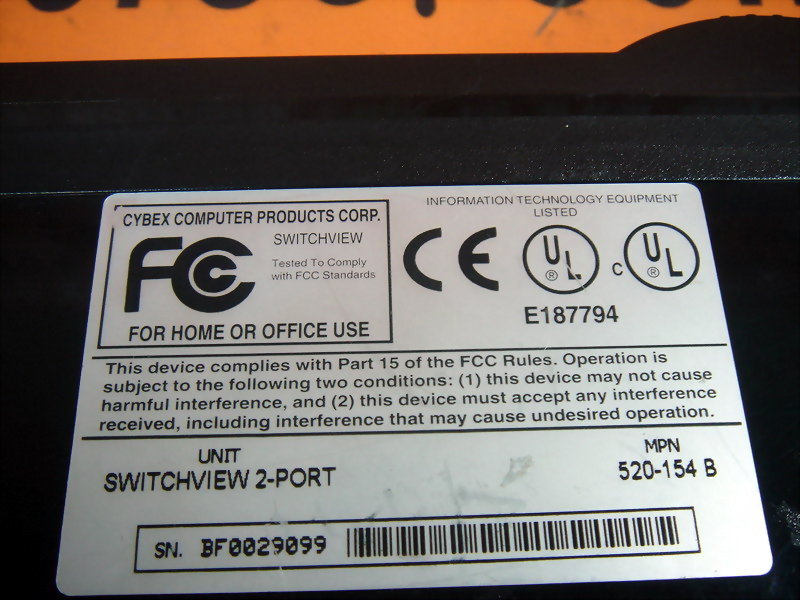 CYBEX COMPUTER PRODUCTS CORP.
FC
SWITCHVIEW
Tested To Comply
with FCC Standards
FOR HOME OR OFFICE USE
INFORMATION TECHNOLOGY EQUIPMENT
LISTED
CE
UL ®
C UL ®
E187794
This device complies with Part 15 of the FCC Rules. Operation is
subject to the following two conditions: (1) this device may not cause
harmful interference, and (2) this device must accept any interference
received, including interference that may cause undesired operation.
UNIT
SWITCHVIEW 2-PORT
MPN
520-154 B
SN. BF0029099